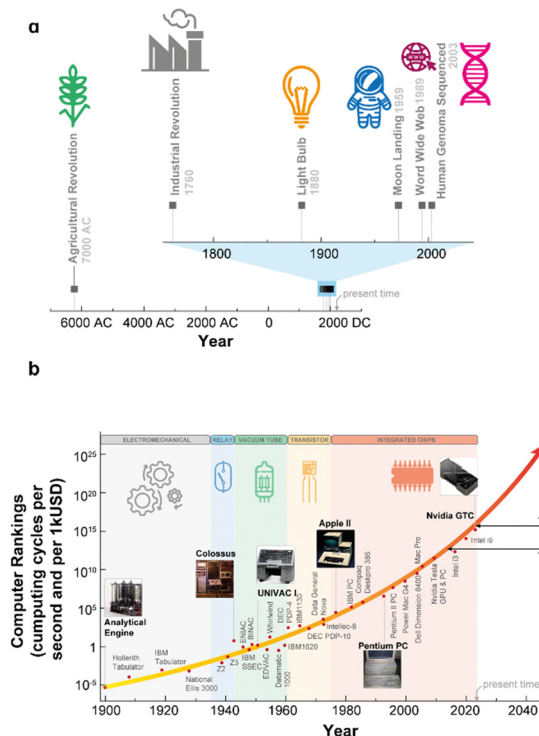 a
Agricultural Revolution
7000 AC
Industrial Revolution
1760
Light Bulb
1880
Moon Landing 1959
WWW
Word Wide Web 1989
Human Genoma Sequenced
2003
1800 1900 2000
present time
6000 AC 4000 AC 2000 AC 0 2000 DC
Year
b
ELECTROMECHANICAL RELAY VACUUM TUBE TRANSISTOR INTEGRATED CHIPS
Computer Rankings
(cumputing cycles per
second and per 1kUSD)
10^25
10^20
10^15
10^10
10^5
1
10^-5
Analytical
Engine
Hollerith
Tabulator
IBM
Tabulator
National
Ellis 3000
Z2
Z3
Colossus
ENIAC
BINAC
IBM
SSEC
UNIVAC I
Whirlwind
EDVAC
Datamatic
1000
DEC
PDP-4
IBM1620
IBM1130
Data General
Nova
DEC PDP-10
Intellec-8
Apple II
IBM PC
Compaq
Deskpro 386
Pentium PC
Pentium II PC
Power Mac G4
Dell Dimension 8400
Mac Pro
Nvidia Tesla
GPU & PC
Intel i3
Intel i9
Nvidia GTC
present time
1900 1920 1940 1960 1980 2000 2020 2040
Year